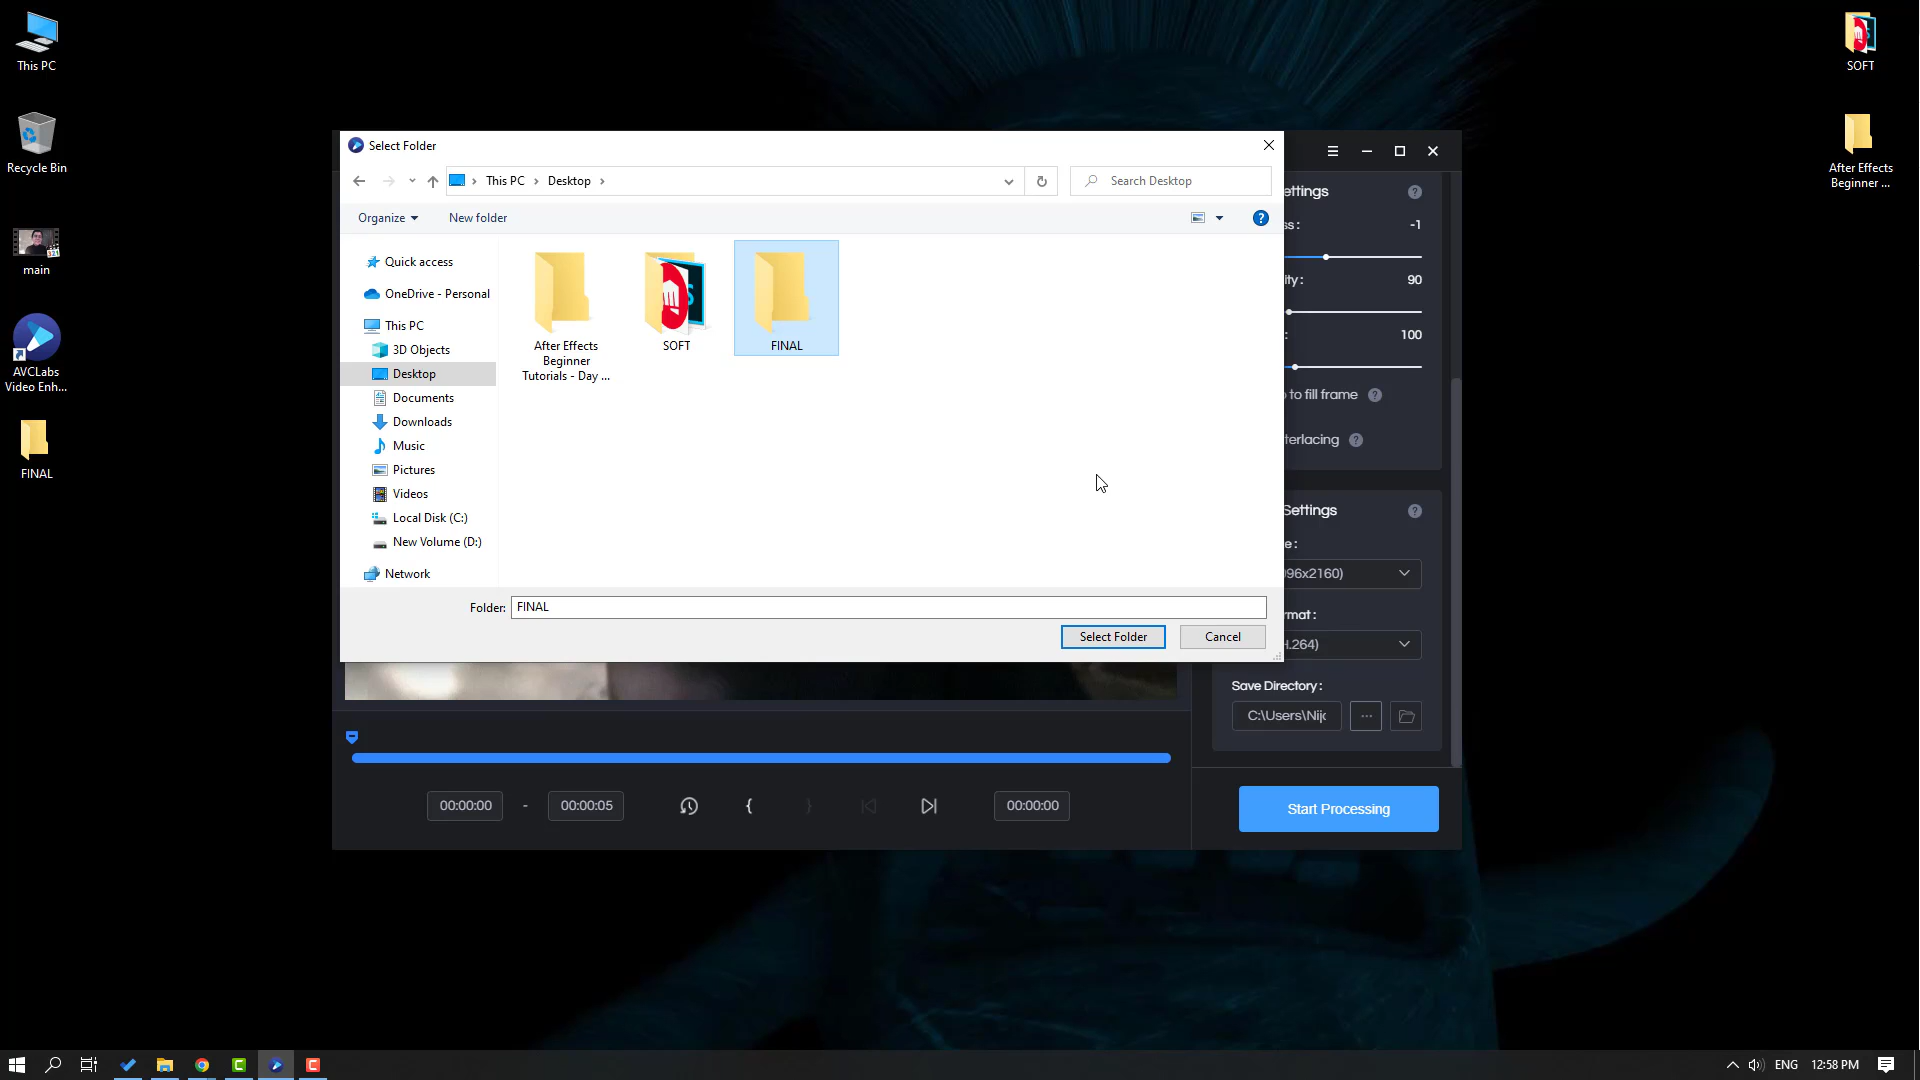 This PC
Recycle Bin
main
AVCLabs
Video Enh...
FINAL
SOFT
After Effects
Beginner ...
Select Folder
This PC
Desktop
Search Desktop
Organize
New folder
Quick access
OneDrive - Personal
This PC
3D Objects
Desktop
Documents
Downloads
Music
Pictures
Videos
Local Disk (C:)
New Volume (D:)
Network
After Effects
Beginner
Tutorials - Day ...
SOFT
FINAL
Folder:
FINAL
Select Folder
Cancel
ettings
ss :
-1
ity :
90
:
100
to fill frame
terlacing
Settings
e :
96x2160)
rmat :
.264)
Save Directory :
C:\Users\Nij
...
00:00:00
-
00:00:05
{
}
00:00:00
Start Processing
ENG
12:58 PM